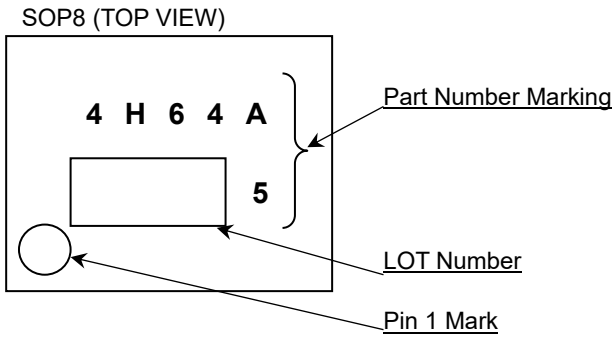 SOP8 (TOP VIEW)
Part Number Marking
4 H 6 4 A
5
LOT Number
Pin 1 Mark